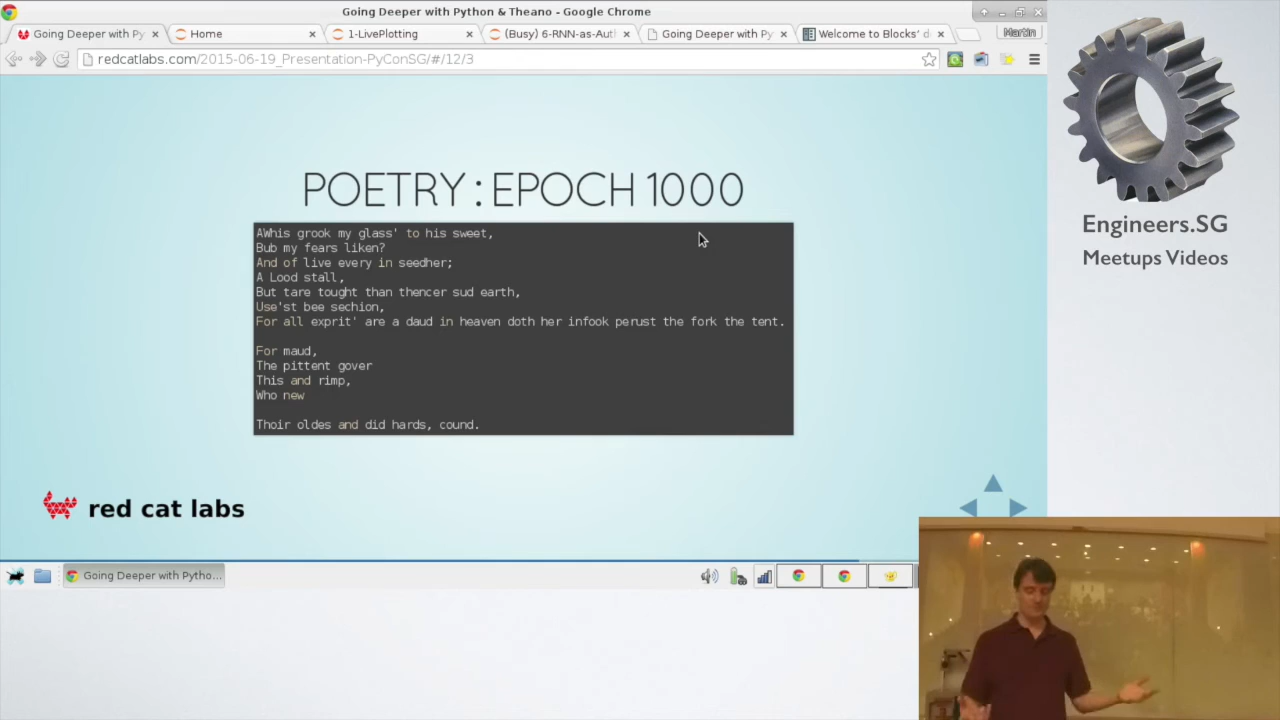 Going Deeper with Python & Theano - Google Chrome
Going Deeper with Py
Home
1-LivePlotting
(Busy) 6-RNN-as-Aut
Going Deeper with Py
Welcome to Blocks' d
Martin
redcatlabs.com/2015-06-19_Presentation-PyConSG/#/12/3
POETRY : EPOCH 1000
AWhis grook my glass' to his sweet,
Bub my fears liken?
And of live every in seedher;
A Lood stall,
But tare tought than thencer sud earth,
Use'st bee sechion,
For all exprit' are a daud in heaven doth her infook perust the fork the tent.
For maud,
The pittent gover
This and rimp,
Who new
Thoir oldes and did hards, cound.
red cat labs
Going Deeper with Pytho...
Engineers.SG
Meetups Videos